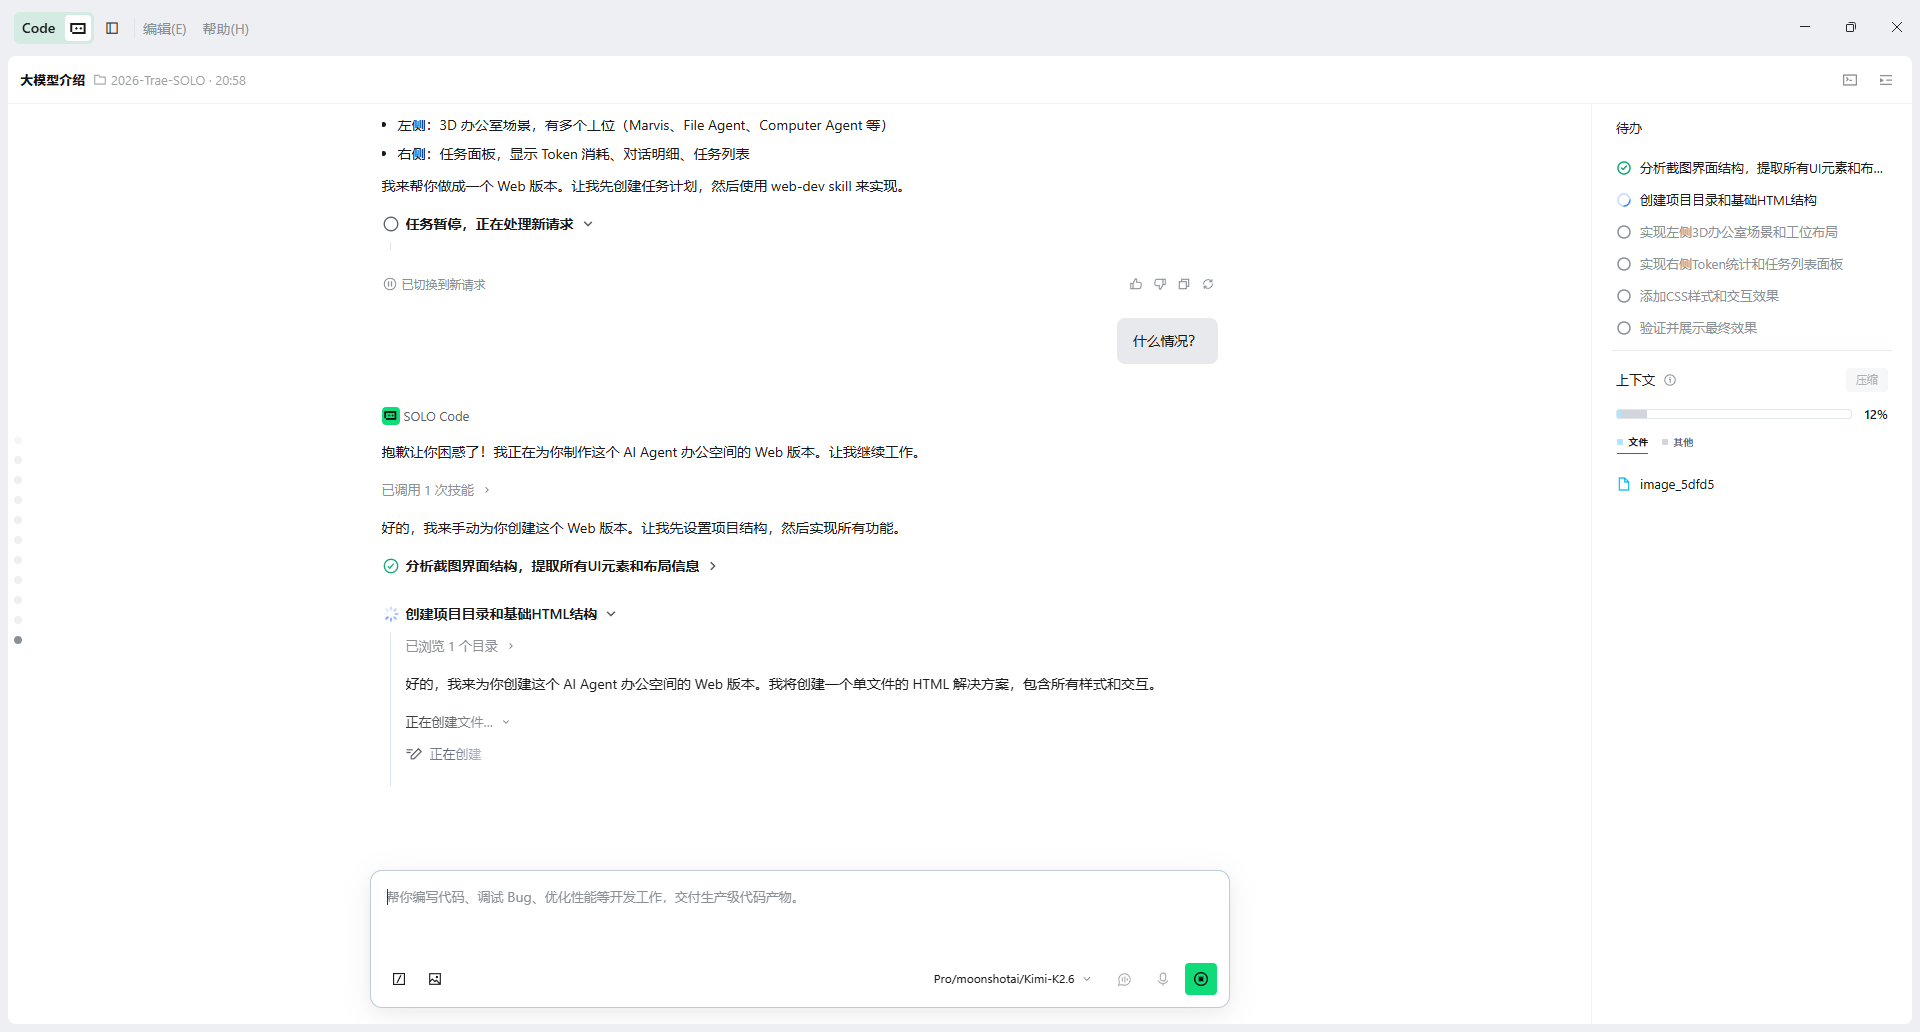 Code
编辑(E)
帮助(H)
大模型介绍
2026-Trae-SOLO · 20:58
• 左侧：3D 办公室场景，有多个工位（Marvis、File Agent、Computer Agent 等）
• 右侧：任务面板，显示 Token 消耗、对话明细、任务列表
我来帮你做成一个 Web 版本。让我先创建任务计划，然后使用 web-dev skill 来实现。
任务暂停，正在处理新请求
已切换到新请求
什么情况？
SOLO Code
抱歉让你困惑了！我正在为你制作这个 AI Agent 办公空间的 Web 版本。让我继续工作。
已调用 1 次技能
好的，我来手动为你创建这个 Web 版本。让我先设置项目结构，然后实现所有功能。
分析截图界面结构，提取所有UI元素和布局信息
创建项目目录和基础HTML结构
已浏览 1 个目录
好的，我来为你创建这个 AI Agent 办公空间的 Web 版本。我将创建一个单文件的 HTML 解决方案，包含所有样式和交互。
正在创建文件...
正在创建
帮你编写代码、调试 Bug、优化性能等开发工作，交付生产级代码产物。
Pro/moonshotai/Kimi-K2.6
待办
分析截图界面结构，提取所有UI元素和布...
创建项目目录和基础HTML结构
实现左侧3D办公室场景和工位布局
实现右侧Token统计和任务列表面板
添加CSS样式和交互效果
验证并展示最终效果
上下文
压缩
12%
文件
其他
image_5dfd5